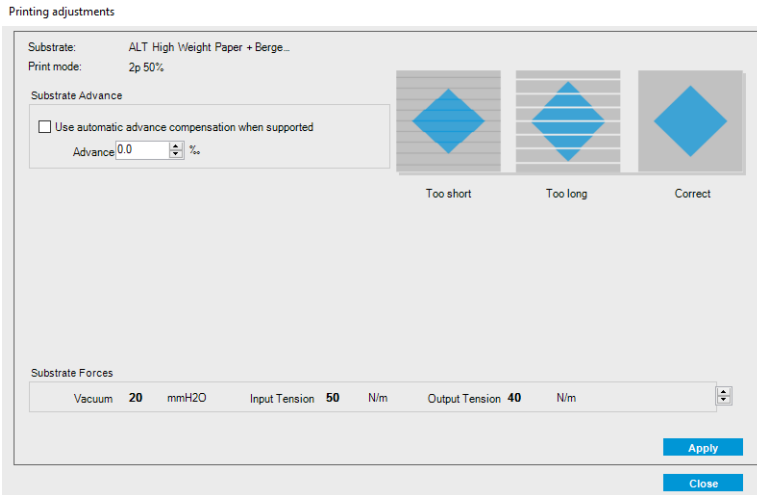 Printing adjustments
Substrate: ALT High Weight Paper + Berge...
Print mode: 2p 50%
Substrate Advance
Use automatic advance compensation when supported
Advance 0.0 ‰
Too short Too long Correct
Substrate Forces
Vacuum 20 mmH2O Input Tension 50 N/m Output Tension 40 N/m
Apply
Close